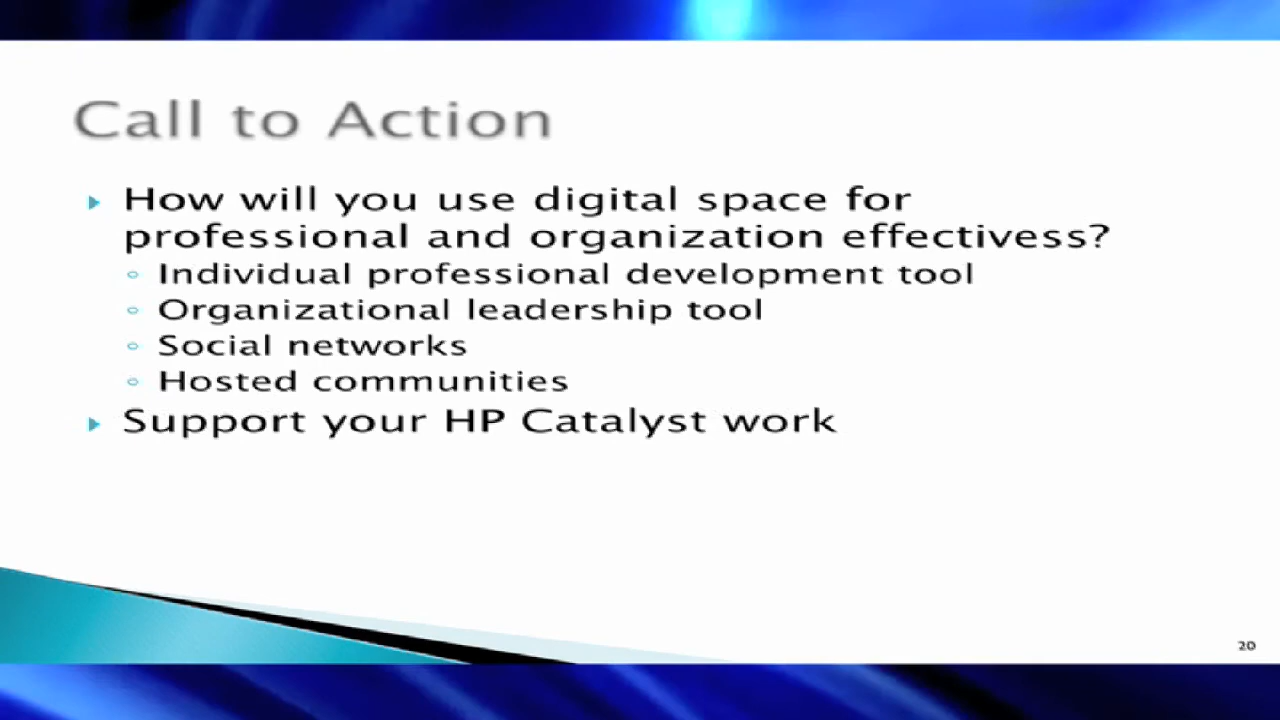 Call to Action
How will you use digital space for
professional and organization effectivess?
Individual professional development tool
Organizational leadership tool
Social networks
Hosted communities
Support your HP Catalyst work
20